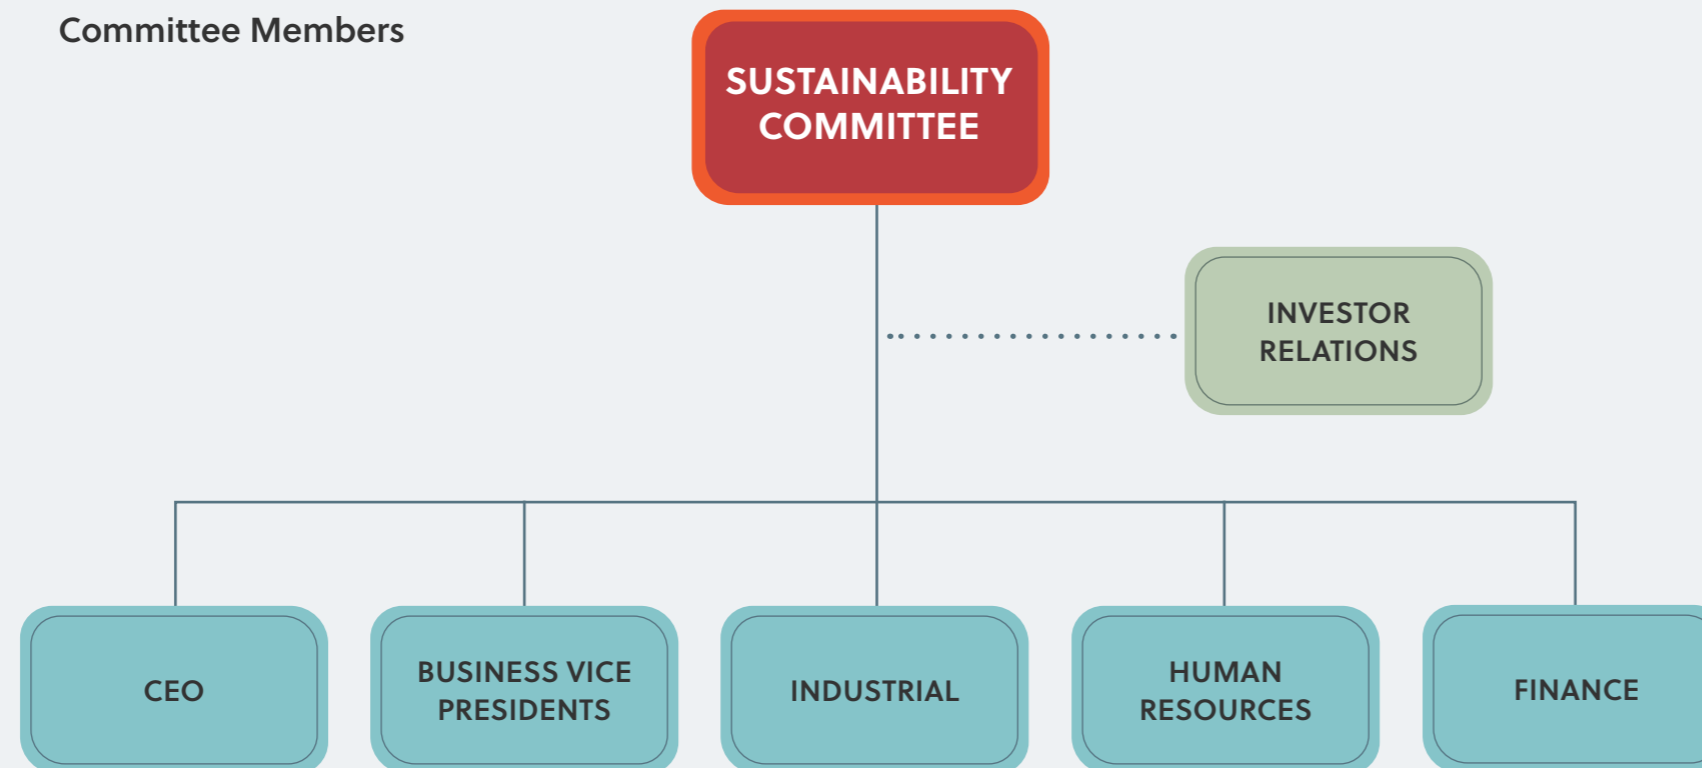 Committee Members
SUSTAINABILITY
COMMITTEE
INVESTOR
RELATIONS
CEO
BUSINESS VICE
PRESIDENTS
INDUSTRIAL
HUMAN
RESOURCES
FINANCE